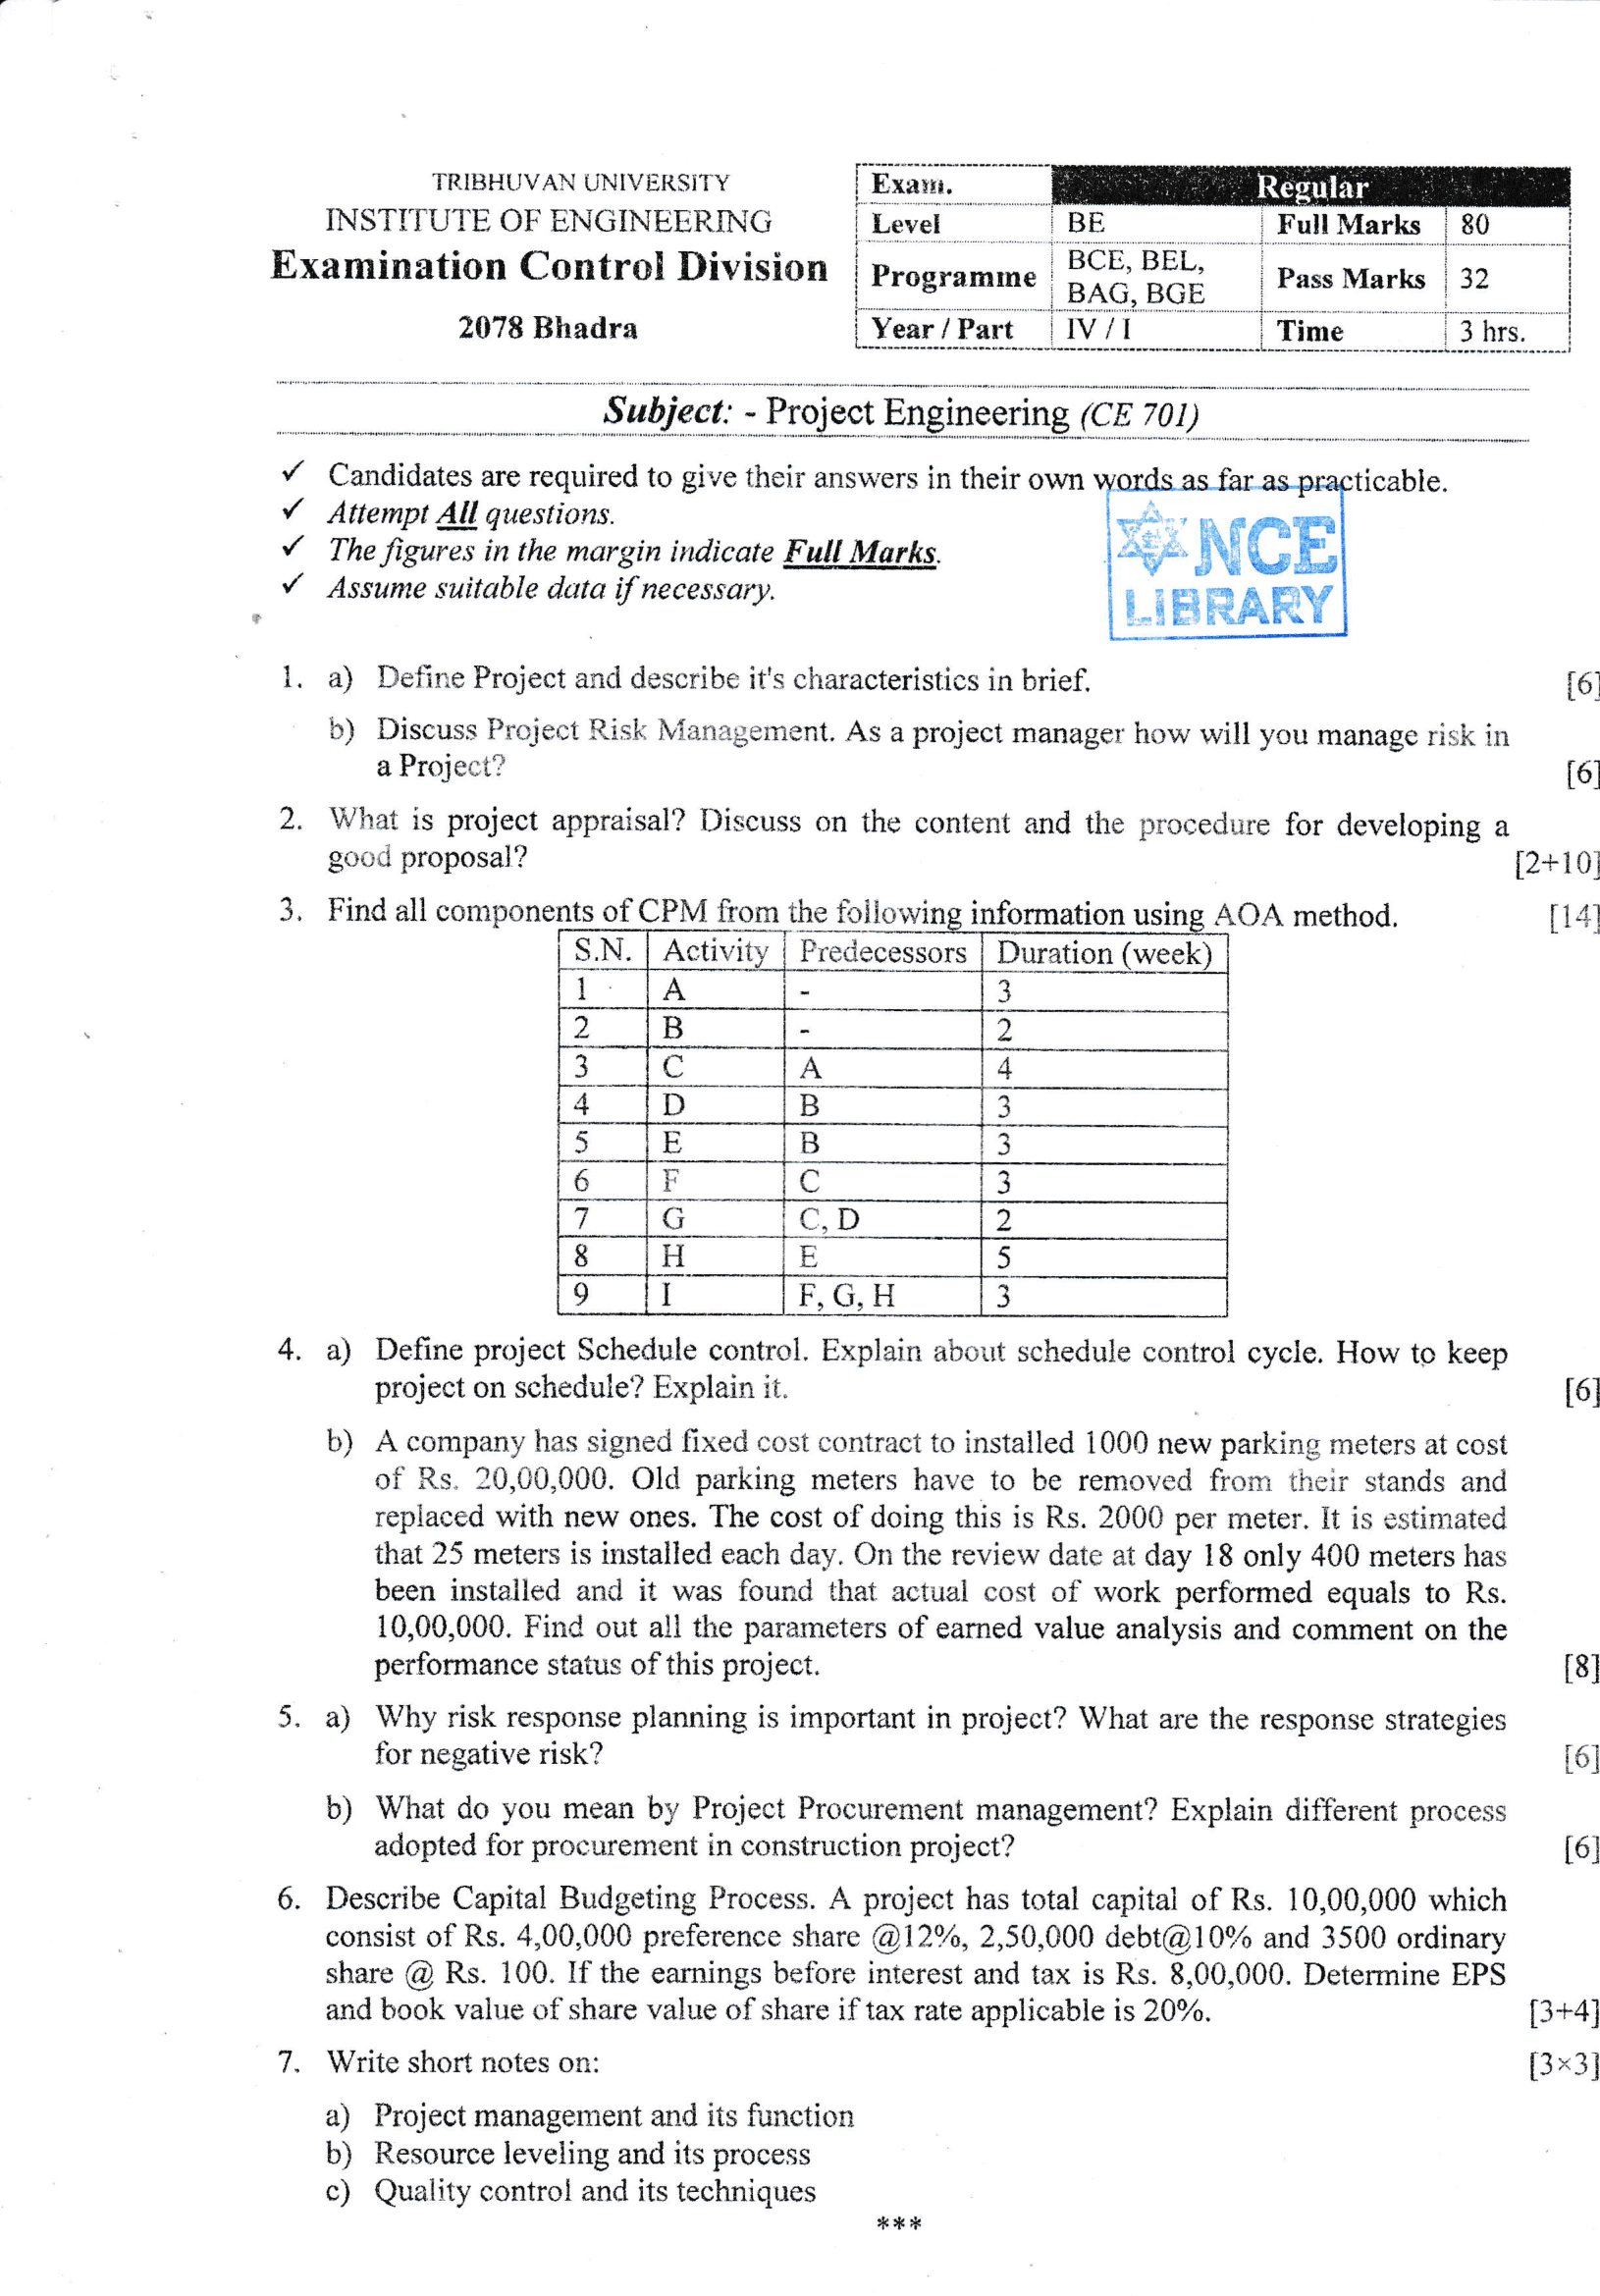 TRIBHUVAN UNIVERSITY
INSTITUTE OF ENGINEERING
Examination Control Division
2078 Bhadra
Exam. Regular
Level BE Full Marks 80
Programme BCE, BEL, BAG, BGE Pass Marks 32
Year / Part IV / I Time 3 hrs.
Subject: - Project Engineering (CE 701)
✓ Candidates are required to give their answers in their own words as far as practicable.
✓ Attempt All questions.
✓ The figures in the margin indicate Full Marks.
✓ Assume suitable data if necessary.
NCE
LIBRARY
1. a) Define Project and describe it's characteristics in brief. [6]
b) Discuss Project Risk Management. As a project manager how will you manage risk in
a Project? [6]
2. What is project appraisal? Discuss on the content and the procedure for developing a
good proposal? [2+10]
3. Find all components of CPM from the following information using AOA method. [14]
S.N. Activity Predecessors Duration (week)
1 A - 3
2 B - 2
3 C A 4
4 D B 3
5 E B 3
6 F C 3
7 G C, D 2
8 H E 5
9 I F, G, H 3
4. a) Define project Schedule control. Explain about schedule control cycle. How to keep
project on schedule? Explain it. [6]
b) A company has signed fixed cost contract to installed 1000 new parking meters at cost
of Rs. 20,00,000. Old parking meters have to be removed from their stands and
replaced with new ones. The cost of doing this is Rs. 2000 per meter. It is estimated
that 25 meters is installed each day. On the review date at day 18 only 400 meters has
been installed and it was found that actual cost of work performed equals to Rs.
10,00,000. Find out all the parameters of earned value analysis and comment on the
performance status of this project. [8]
5. a) Why risk response planning is important in project? What are the response strategies
for negative risk? [6]
b) What do you mean by Project Procurement management? Explain different process
adopted for procurement in construction project? [6]
6. Describe Capital Budgeting Process. A project has total capital of Rs. 10,00,000 which
consist of Rs. 4,00,000 preference share @12%, 2,50,000 debt@10% and 3500 ordinary
share @ Rs. 100. If the earnings before interest and tax is Rs. 8,00,000. Determine EPS
and book value of share value of share if tax rate applicable is 20%. [3+4]
7. Write short notes on: [3×3]
a) Project management and its function
b) Resource leveling and its process
c) Quality control and its techniques
***